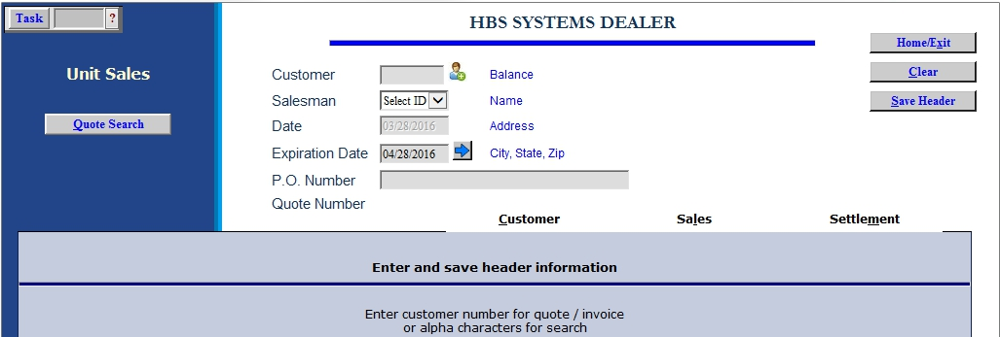 Task ?
HBS SYSTEMS DEALER
Home/Exit
Unit Sales
Customer Balance
Clear
Salesman Select ID Name
Save Header
Quote Search
Date 03/28/2016 Address
Expiration Date 04/28/2016 City, State, Zip
P.O. Number
Quote Number
Customer Sales Settlement
Enter and save header information
Enter customer number for quote / invoice
or alpha characters for search